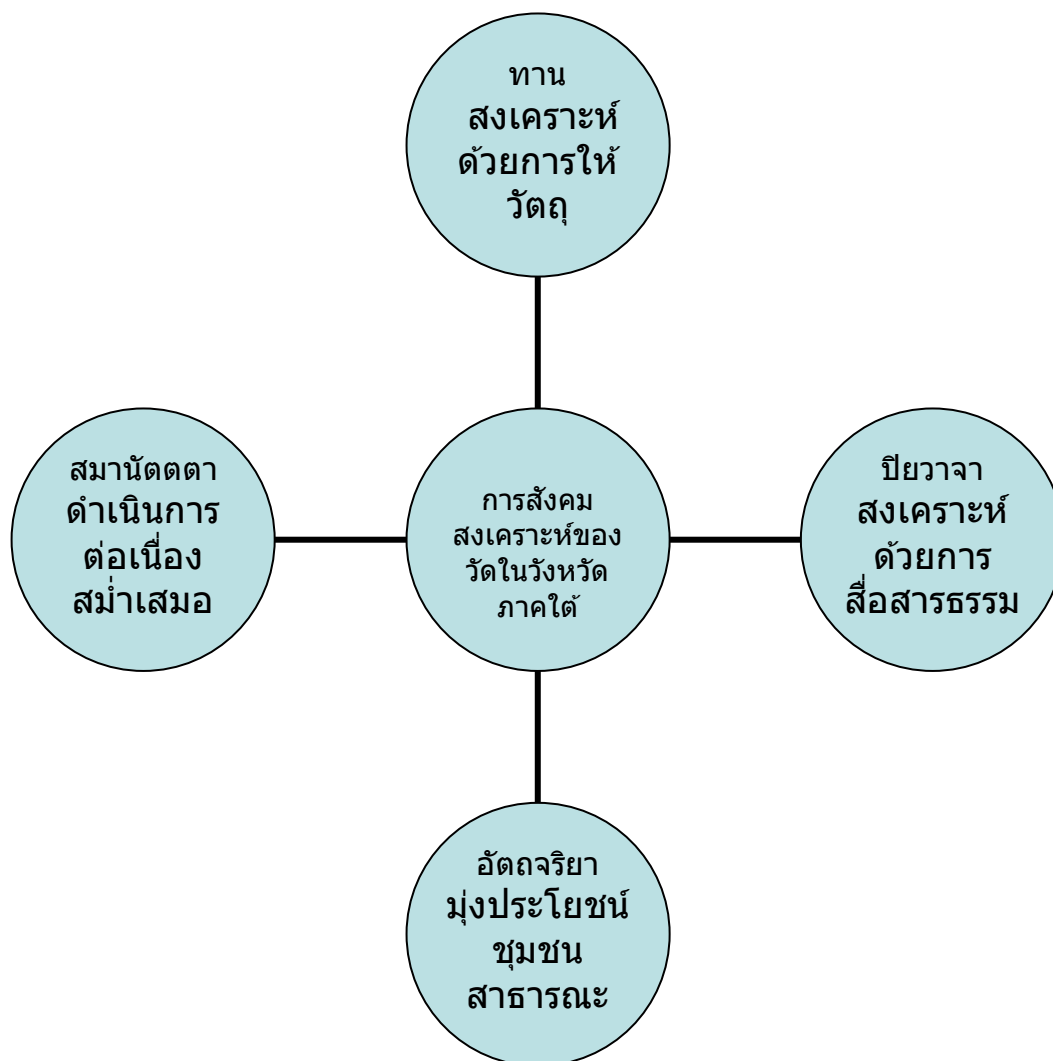 ทาน
สงเคราะห์
ด้วยการให้
วัตถุ
สมานัตตตา
ดำเนินการ
ต่อเนื่อง
สม่ำเสมอ
การสังคม
สงเคราะห์ของ
วัดในวังหวัด
ภาคใต้
ปิยวาจา
สงเคราะห์
ด้วยการ
สื่อสารธรรม
อัตถจริยา
มุ่งประโยชน์
ชุมชน
สาธารณะ